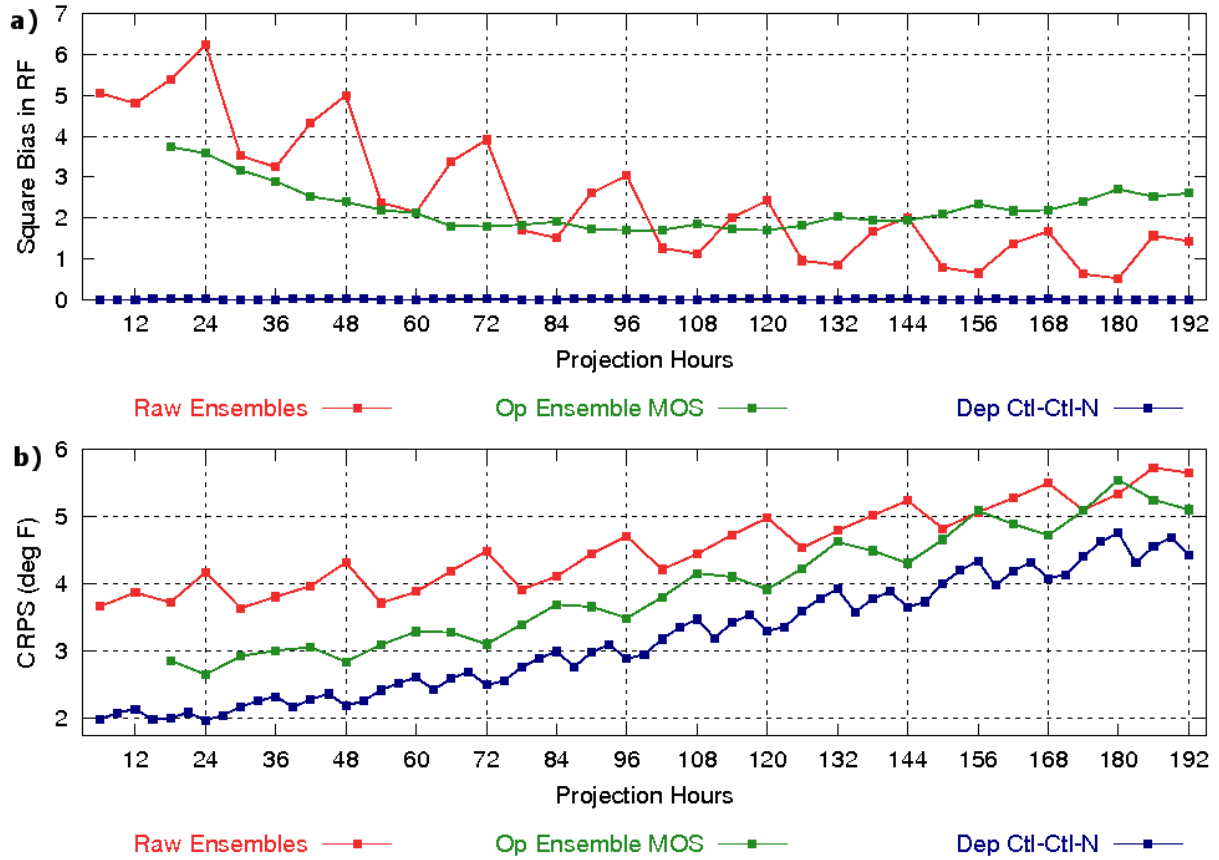 a)
Square Bias in RF
7
6
5
4
3
2
1
0
12 24 36 48 60 72 84 96 108 120 132 144 156 168 180 192
Projection Hours
Raw Ensembles Op Ensemble MOS Dep Ctl-Ctl-N
b)
CRPS (deg F)
6
5
4
3
2
12 24 36 48 60 72 84 96 108 120 132 144 156 168 180 192
Projection Hours
Raw Ensembles Op Ensemble MOS Dep Ctl-Ctl-N